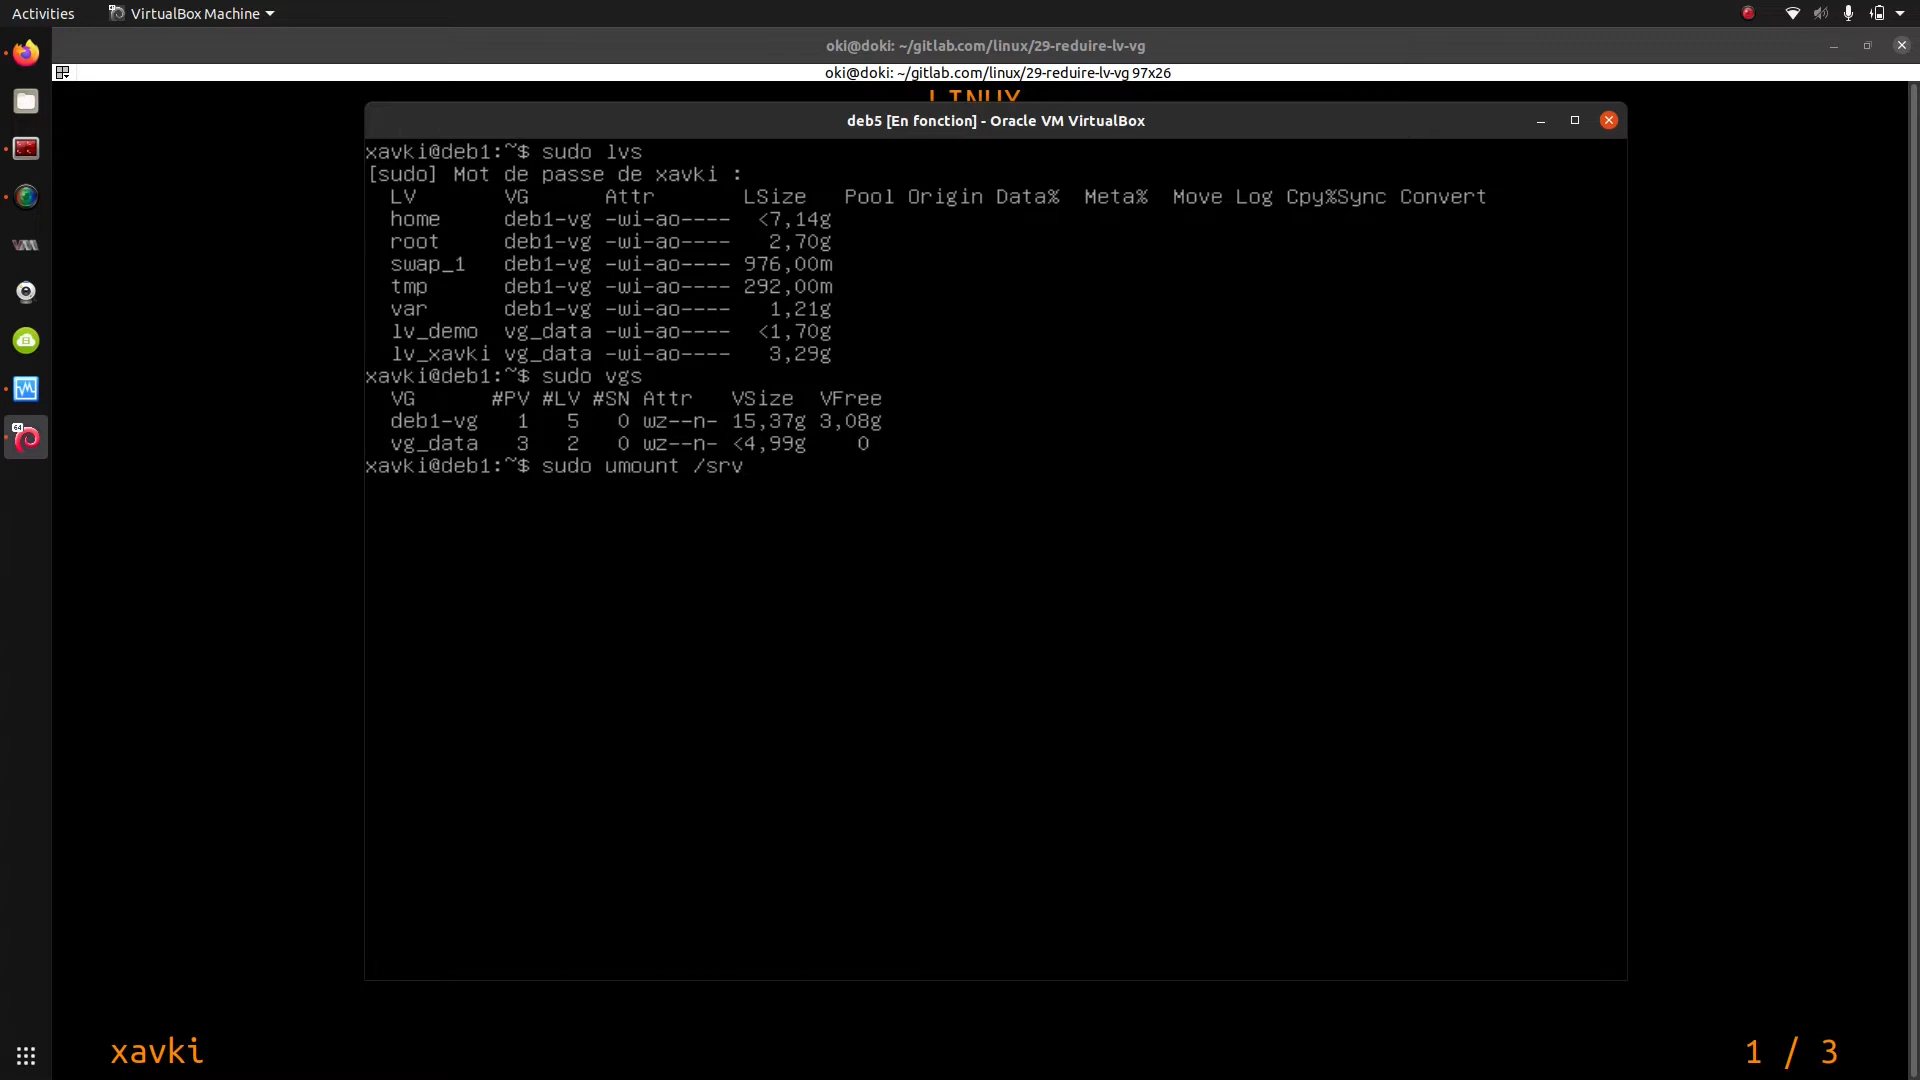 Activities
VirtualBox Machine
oki@doki: ~/gitlab.com/linux/29-reduire-lv-vg
oki@doki: ~/gitlab.com/linux/29-reduire-lv-vg 97x26
LINUX
deb5 [En fonction] - Oracle VM VirtualBox
xavki@deb1:~$ sudo lvs
[sudo] Mot de passe de xavki :
LV VG Attr LSize Pool Origin Data% Meta% Move Log Cpy%Sync Convert
home deb1-vg -wi-ao---- <7,14g
root deb1-vg -wi-ao---- 2,70g
swap_1 deb1-vg -wi-ao---- 976,00m
tmp deb1-vg -wi-ao---- 292,00m
var deb1-vg -wi-ao---- 1,21g
lv_demo vg_data -wi-ao---- <1,70g
lv_xavki vg_data -wi-ao---- 3,29g
xavki@deb1:~$ sudo vgs
VG #PV #LV #SN Attr VSize VFree
deb1-vg 1 5 0 wz--n- 15,37g 3,08g
vg_data 3 2 0 wz--n- <4,99g 0
xavki@deb1:~$ sudo umount /srv
64
xavki
1 / 3